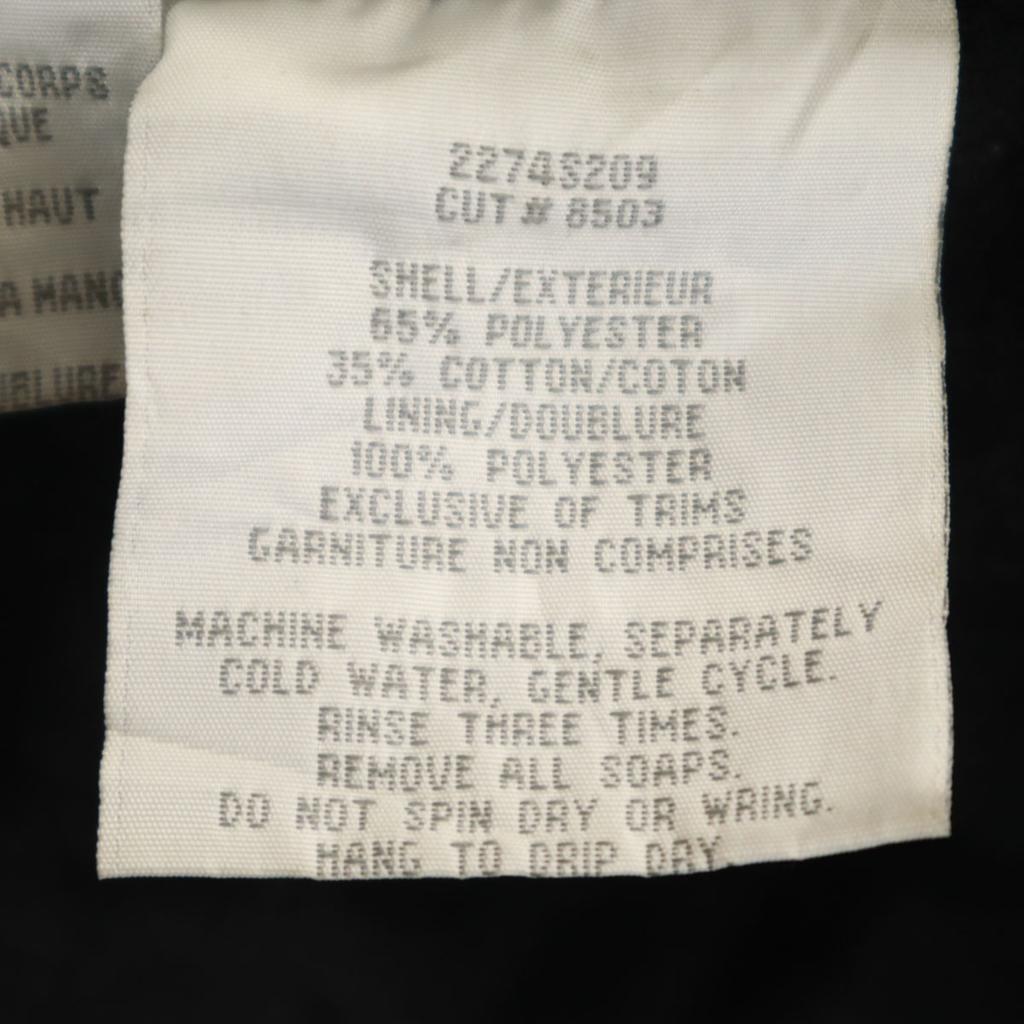 CORPS
QUE
HAUT
A MANC
BLURE
2274S209
CUT # 8503
SHELL/EXTERIEUR
65% POLYESTER
35% COTTON/COTON
LINING/DOUBLURE
100% POLYESTER
EXCLUSIVE OF TRIMS
GARNITURE NON COMPRISES
MACHINE WASHABLE, SEPARATELY
COLD WATER, GENTLE CYCLE.
RINSE THREE TIMES.
REMOVE ALL SOAPS.
DO NOT SPIN DRY OR WRING.
HANG TO DRIP DRY.